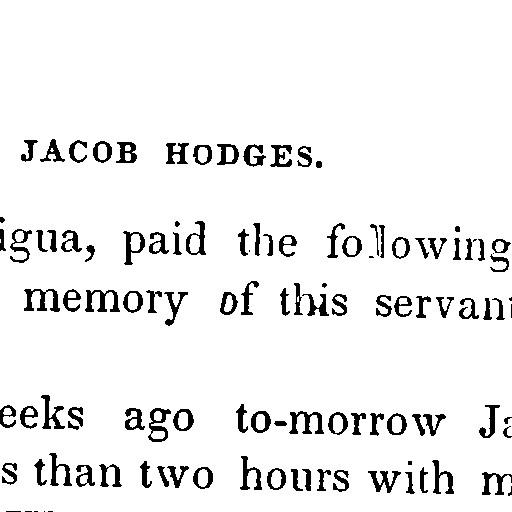 JACOB HODGES.
igua, paid the following
memory of this servant
eeks ago to-morrow Ja
s than two hours with m